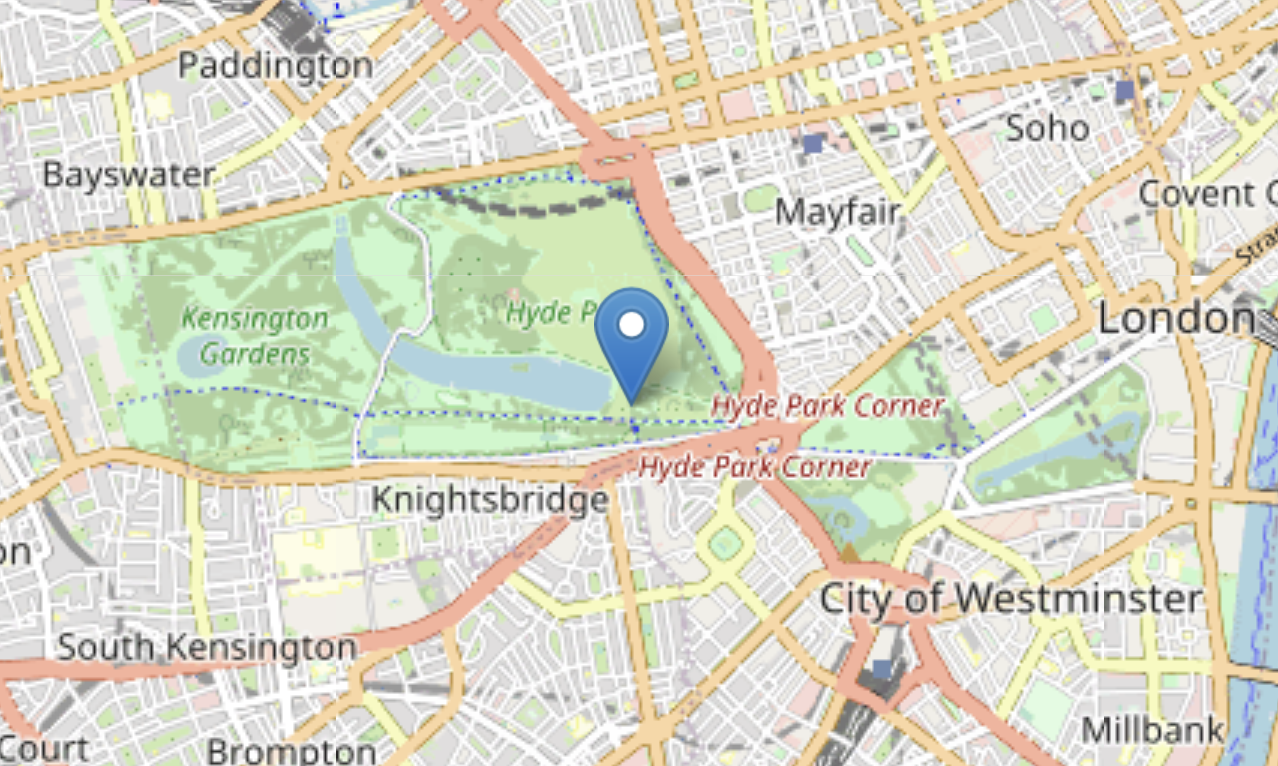 Paddington
Soho
Bayswater
Covent
Mayfair
Kensington
Gardens
Hyde P
London
Hyde Park Corner
Hyde Park Corner
Knightsbridge
on
City of Westminster
South Kensington
Millbank
Court
Brompton